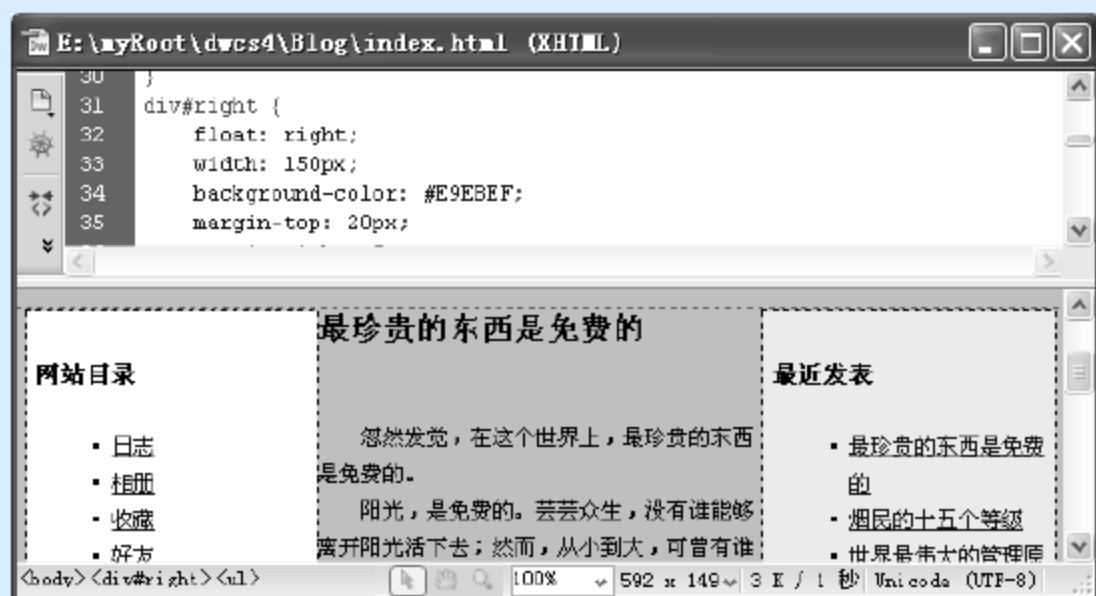 E:\myRoot\dwcs4\Blog\index.html (XHTML)
30 }
31 div#right {
32 float: right;
33 width: 150px;
34 background-color: #E9EBEF;
35 margin-top: 20px;
最珍贵的东西是免费的
网站目录
最近发表
忽然发觉，在这个世界上，最珍贵的东西
是免费的。
▪ 日志
▪ 相册
▪ 收藏
▪ 好友
阳光，是免费的。芸芸众生，没有谁能够
离开阳光活下去；然而，从小到大，可曾有谁
▪ 最珍贵的东西是免费
的
▪ 烟民的十五个等级
▪ 世界最伟大的管理原
<body><div#right><ul> 100% 592 x 149 3 K / 1 秒 Unicode (UTF-8)